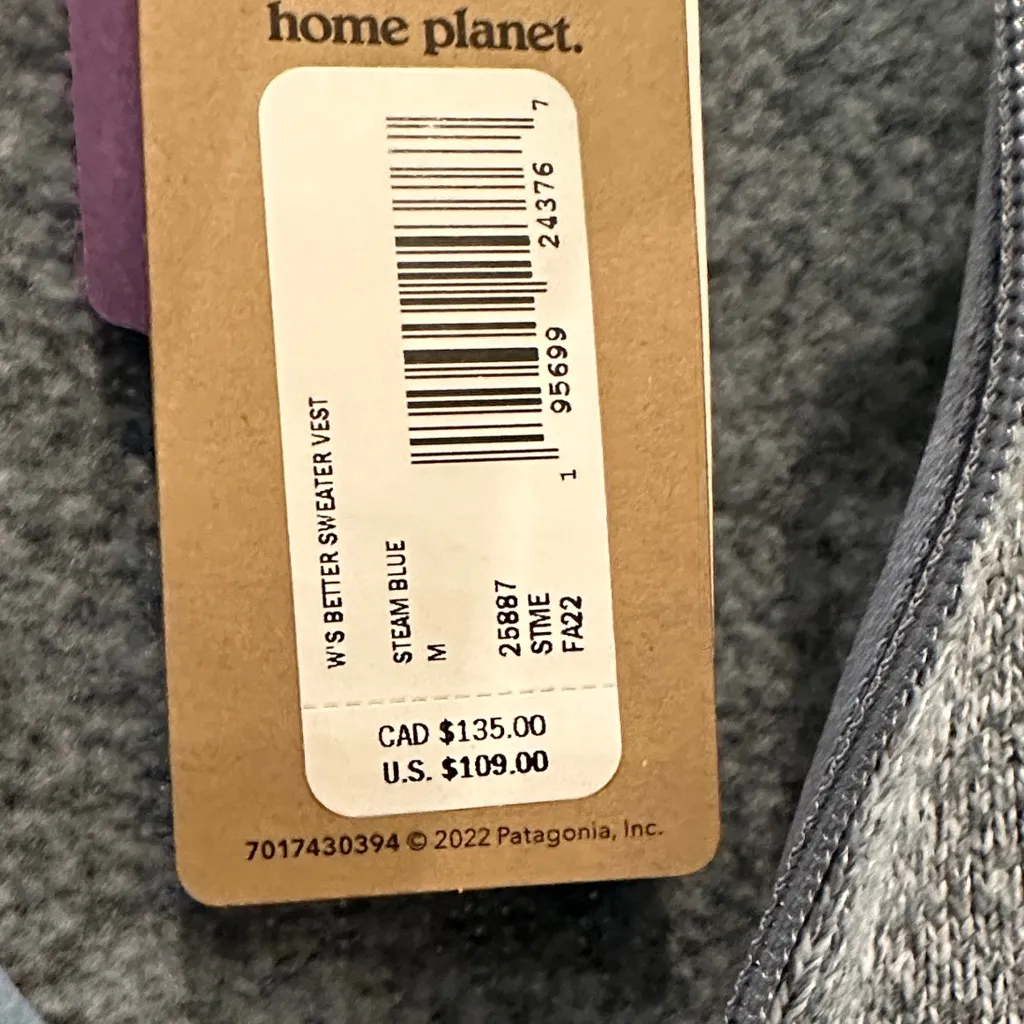 home planet.
W'S BETTER SWEATER VEST
STEAM BLUE
M
25887
STME
FA22
1 95699 24376 7
CAD $135.00
U.S. $109.00
7017430394 © 2022 Patagonia, Inc.